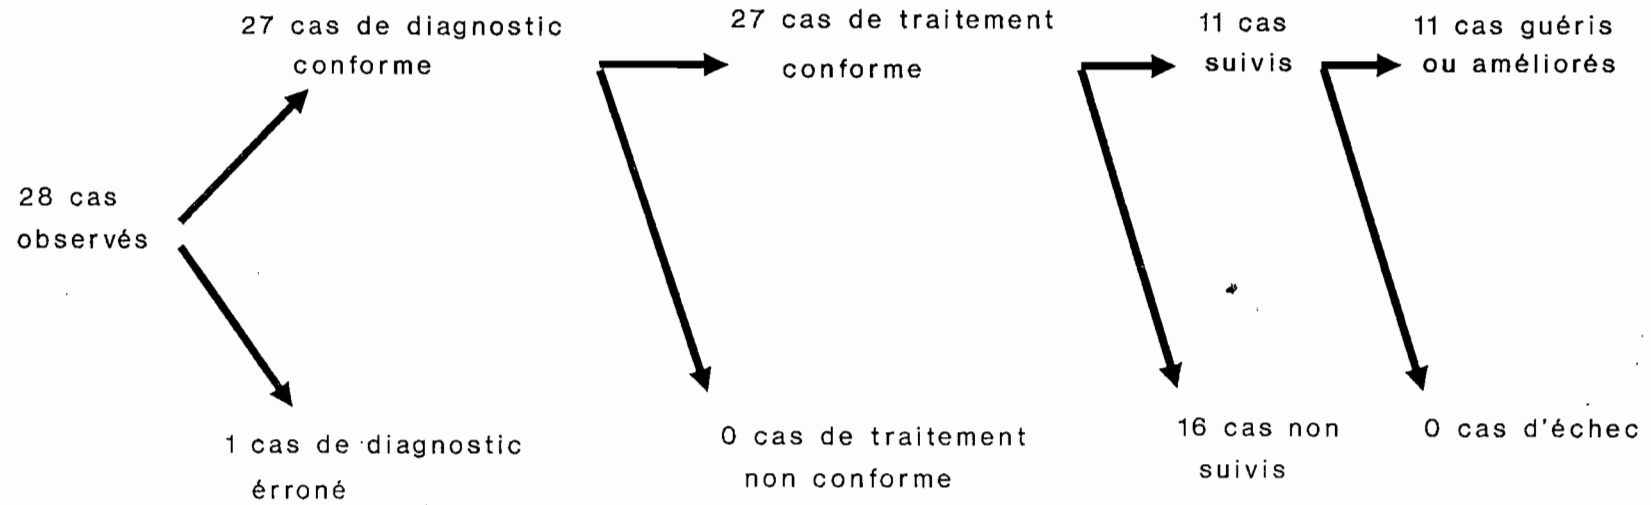 27 cas de diagnostic
conforme
27 cas de traitement
conforme
11 cas
suivis
11 cas guéris
ou améliorés
28 cas
observés
1 cas de diagnostic
érroné
0 cas de traitement
non conforme
16 cas non
suivis
0 cas d'échec